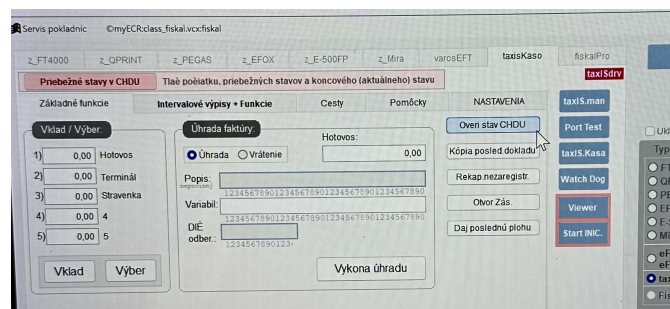 Servis pokladníc ©myECR:class_fiskal.vcx:fiskal
z_FT4000 z_QPRINT z_PEGAS z_EFOX z_E-500FP z_Mira varosEFT taxisKaso fiskalPro
Priebežné stavy v CHDU Tlač počiatku, priebežných stavov a koncového (aktuálneho) stavu taxISdrv
Základné funkcie Intervalové výpisy + Funkcie Cesty Pomôcky NASTAVENIA taxIS.man
Vklad / Výber: Úhrada faktúry: Hotovos: Overi stav CHDU Port Test
1) 0,00 Hotovos Úhrada Vrátenie 0,00 Kópia posled.dokladu taxIS.Kasa Typ
2) 0,00 Terminál Popis: Rekap.nezaregistr. Watch Dog
nepovinný 1234567890123456789012345678901234567890
3) 0,00 Stravenka Variabil: Otvor Zás. Viewer
1234567890123456789012345678901234567890
4) 0,00 4 DIČ Daj poslednú plohu Start INIC.
5) 0,00 5 odber.:
1234567890123
Vklad Výber Vykona úhradu